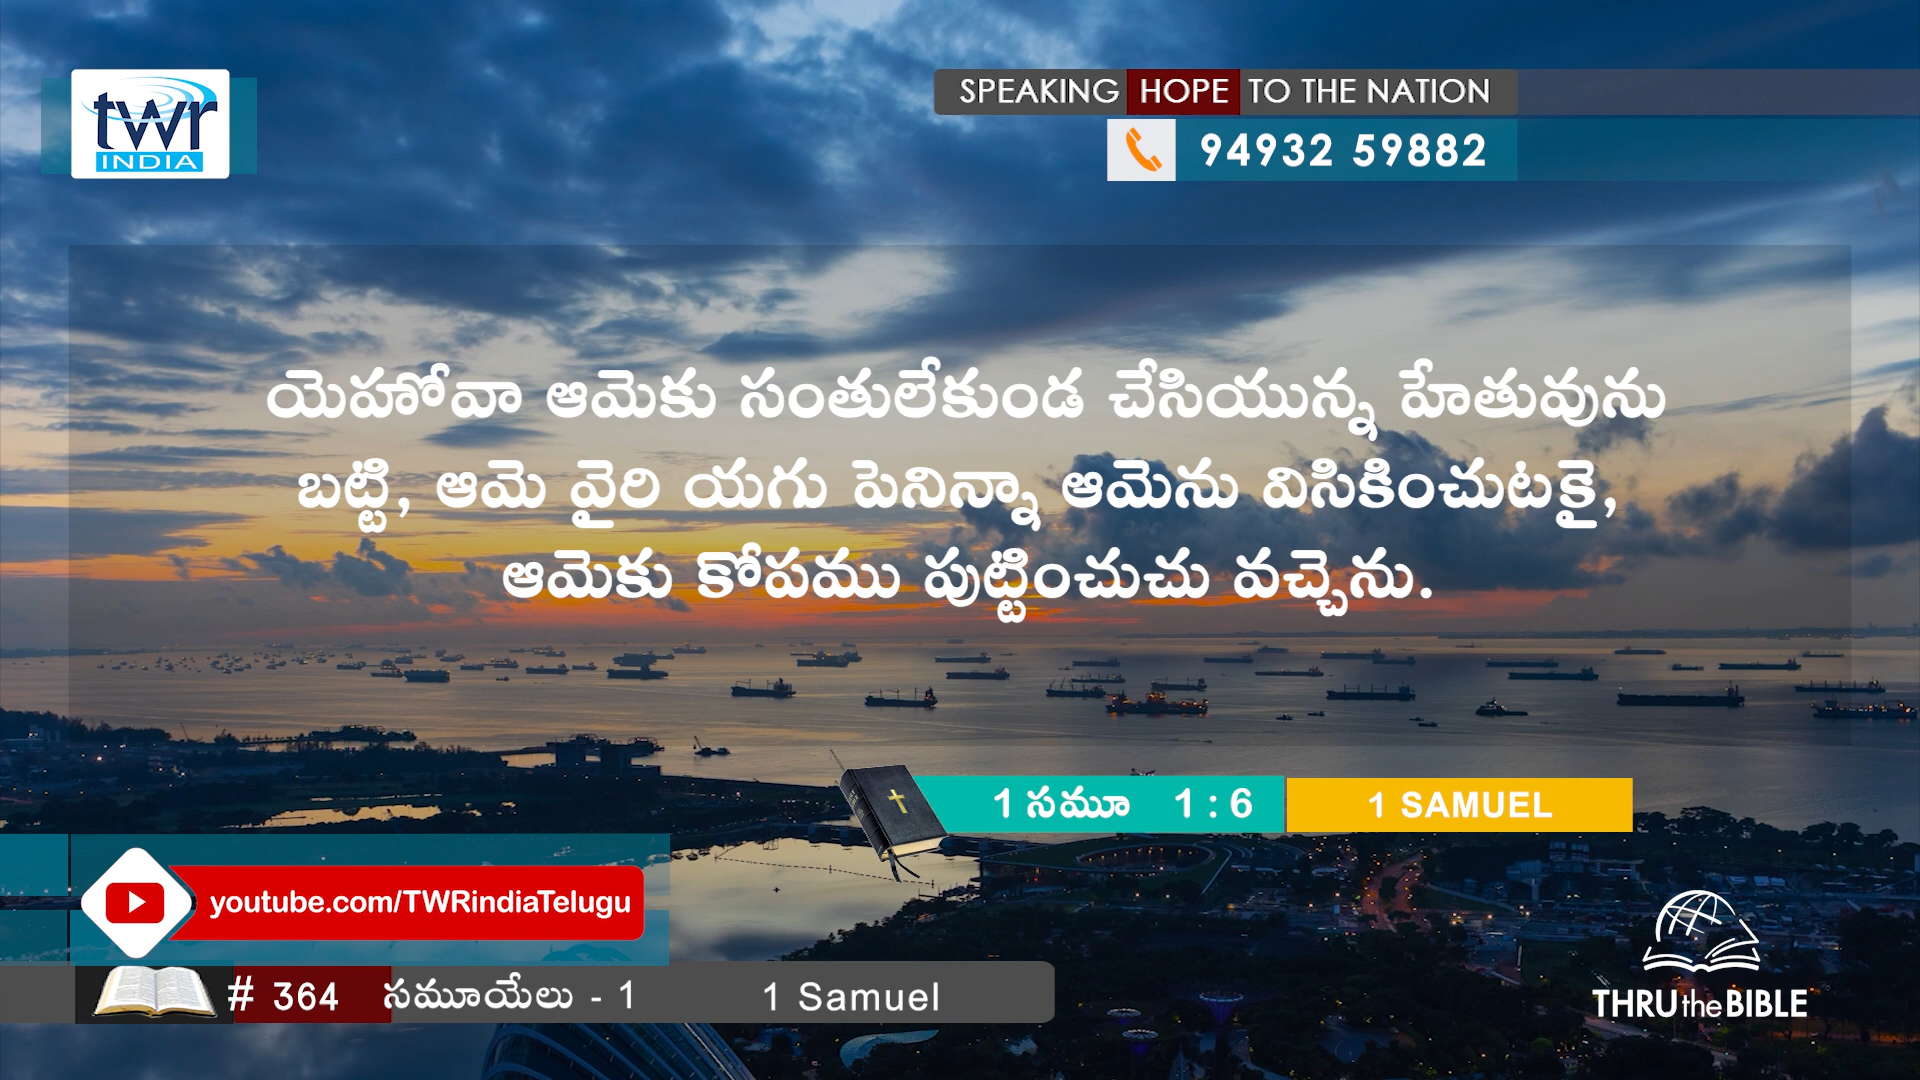 twr
INDIA
SPEAKING HOPE TO THE NATION
94932 59882
యెహోవా ఆమెకు సంతులేకుండ చేసియున్న హేతువును
బట్టి, ఆమె వైరి యగు పెనిన్నా ఆమెను విసికించుటకై,
ఆమెకు కోపము పుట్టించుచు వచ్చెను.
1 సమూ 1 : 6 1 SAMUEL
youtube.com/TWRindiaTelugu
# 364 సమూయేలు - 1 1 Samuel
THRU the BIBLE